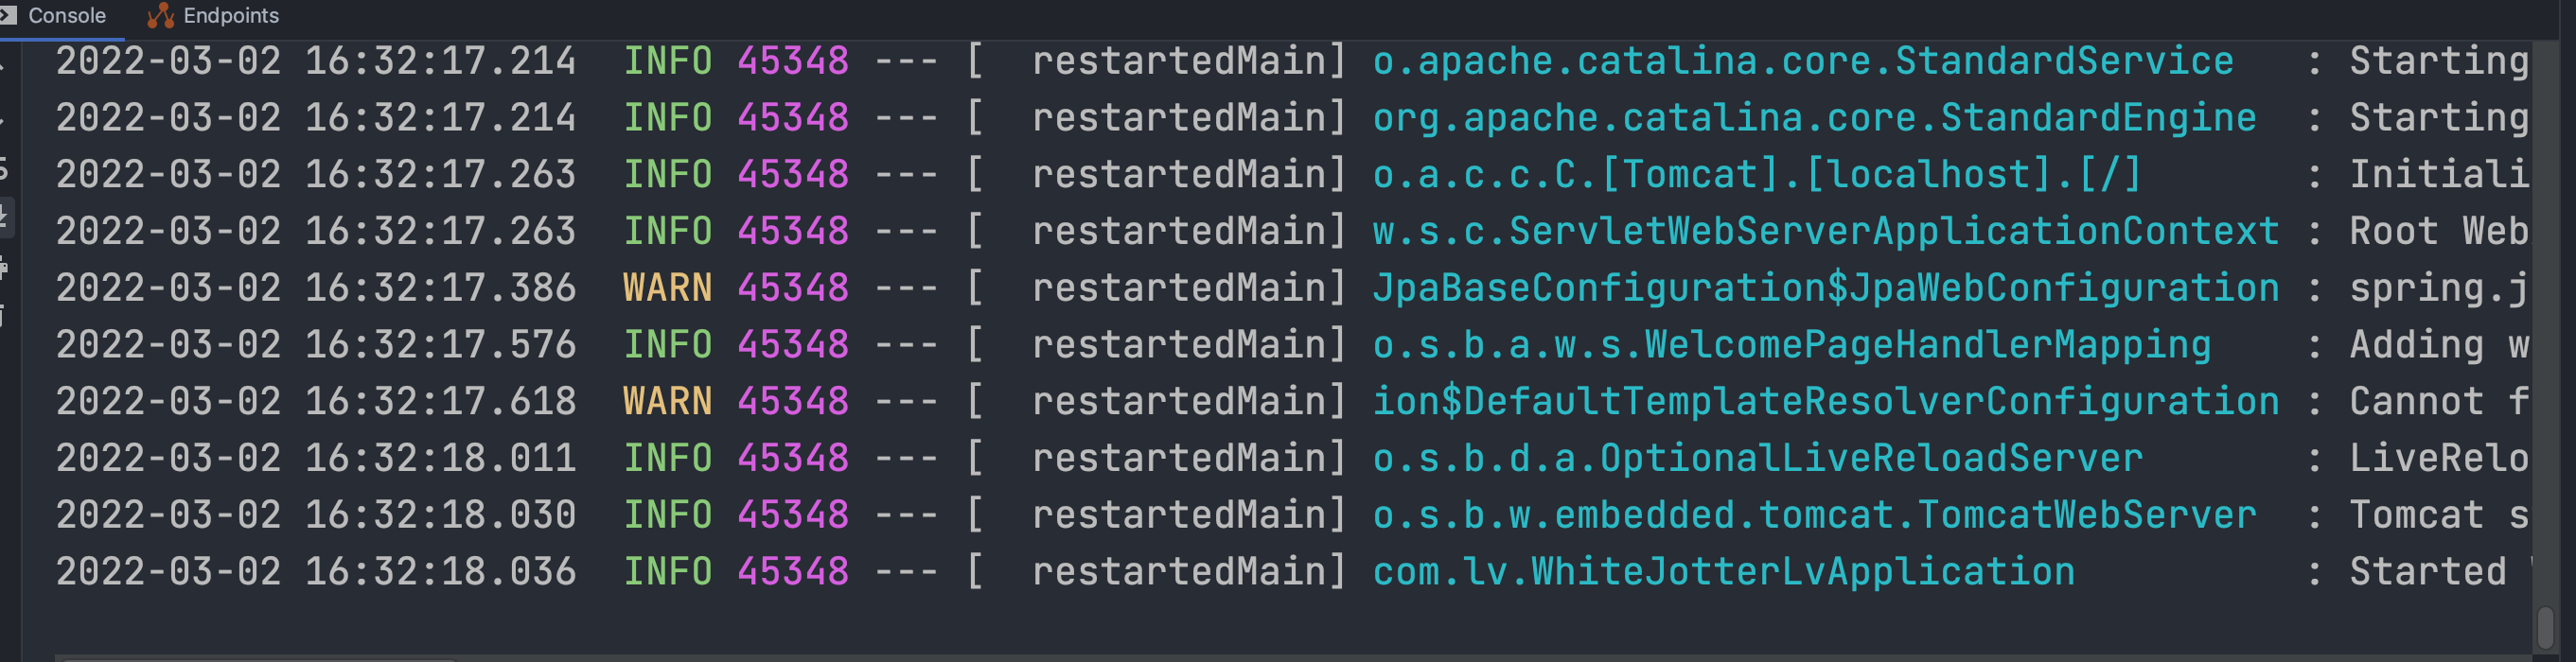 Console Endpoints
2022-03-02 16:32:17.214  INFO 45348 --- [  restartedMain] o.apache.catalina.core.StandardService   : Starting
2022-03-02 16:32:17.214  INFO 45348 --- [  restartedMain] org.apache.catalina.core.StandardEngine  : Starting
2022-03-02 16:32:17.263  INFO 45348 --- [  restartedMain] o.a.c.c.C.[Tomcat].[localhost].[/]       : Initiali
2022-03-02 16:32:17.263  INFO 45348 --- [  restartedMain] w.s.c.ServletWebServerApplicationContext : Root Web
2022-03-02 16:32:17.386  WARN 45348 --- [  restartedMain] JpaBaseConfiguration$JpaWebConfiguration : spring.j
2022-03-02 16:32:17.576  INFO 45348 --- [  restartedMain] o.s.b.a.w.s.WelcomePageHandlerMapping    : Adding w
2022-03-02 16:32:17.618  WARN 45348 --- [  restartedMain] ion$DefaultTemplateResolverConfiguration : Cannot f
2022-03-02 16:32:18.011  INFO 45348 --- [  restartedMain] o.s.b.d.a.OptionalLiveReloadServer       : LiveRelo
2022-03-02 16:32:18.030  INFO 45348 --- [  restartedMain] o.s.b.w.embedded.tomcat.TomcatWebServer  : Tomcat s
2022-03-02 16:32:18.036  INFO 45348 --- [  restartedMain] com.lv.WhiteJotterLvApplication          : Started